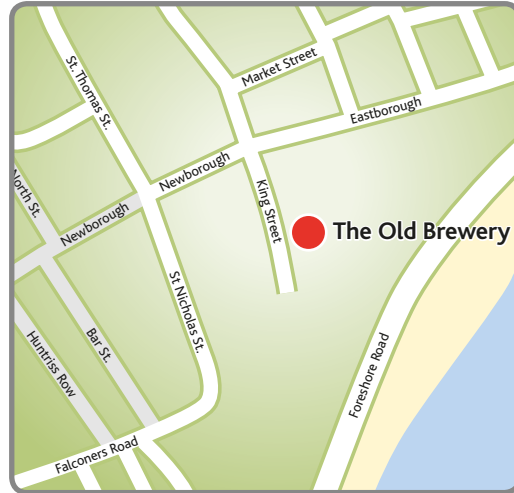 St. Thomas St.
Market Street
Eastborough
Newborough
King Street
North St.
Newborough
The Old Brewery
St Nicholas St.
Bar St.
Huntriss Row
Foreshore Road
Falconers Road